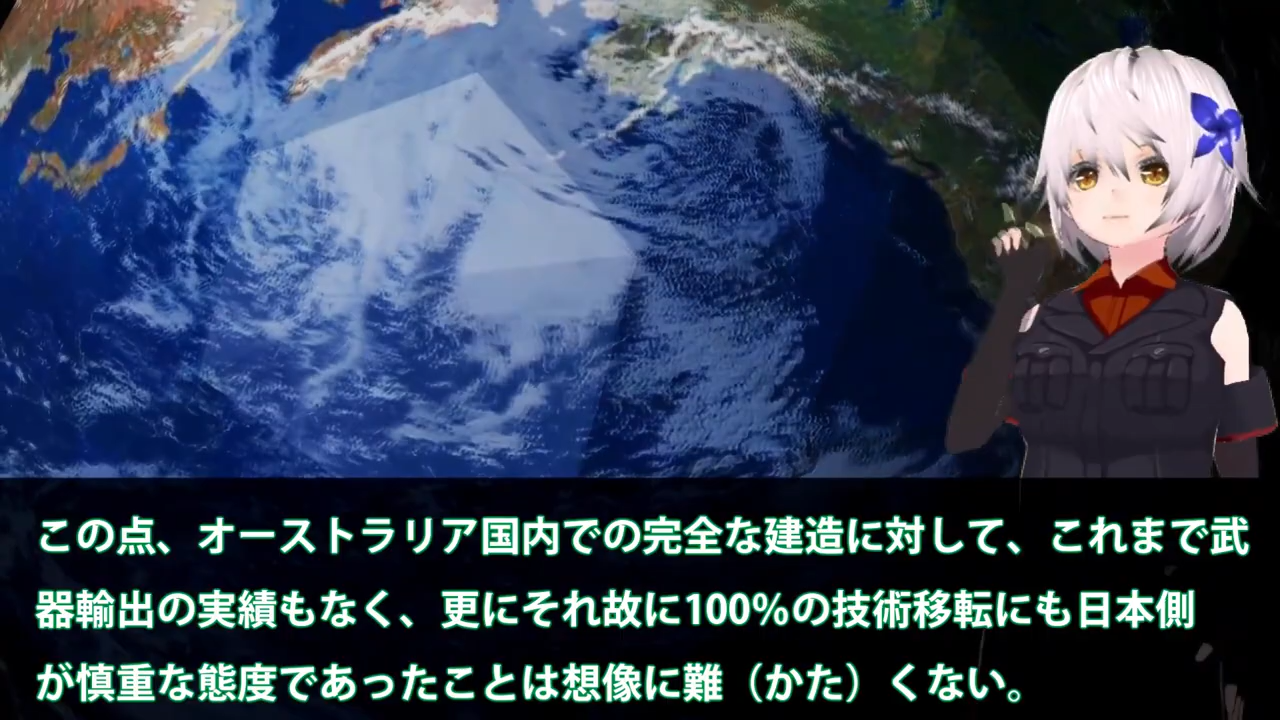 この点、オーストラリア国内での完全な建造に対して、これまで武
器輸出の実績もなく、更にそれ故に100%の技術移転にも日本側
が慎重な態度であったことは想像に難（かた）くない。